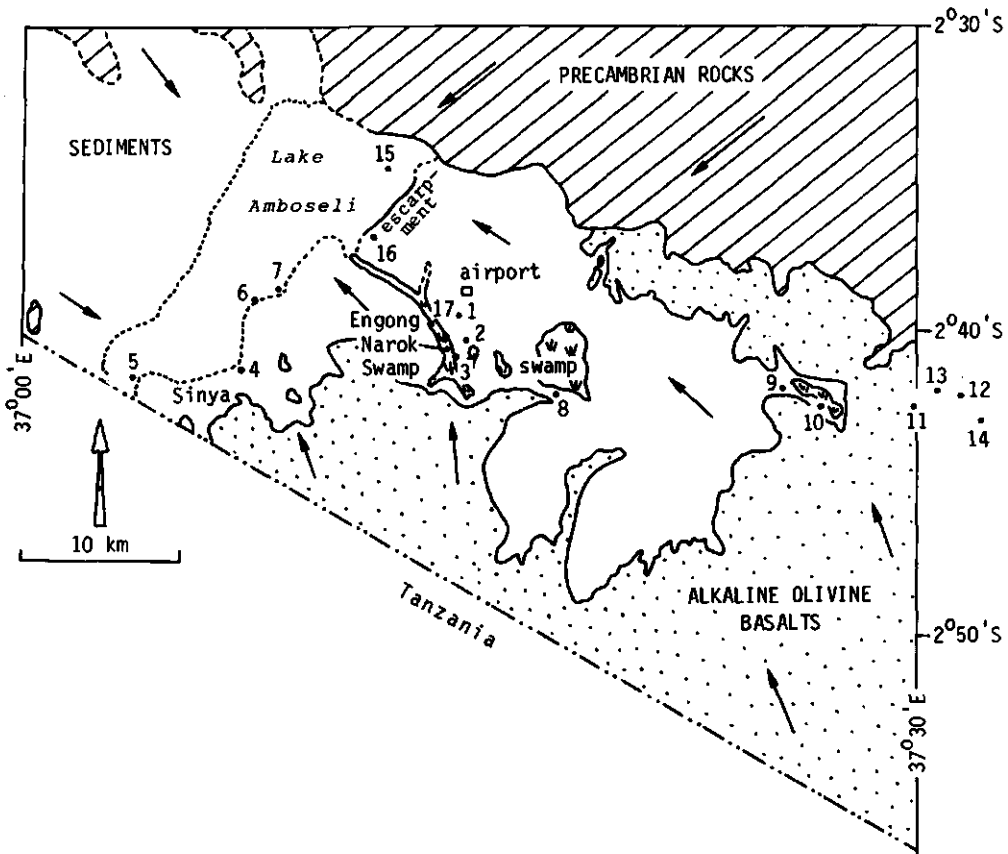 2°30'S
PRECAMBRIAN ROCKS
SEDIMENTS
Lake
Amboseli
15
escarp-
ment
16
airport
7
6
17
1
Engong
Narok
Swamp
2
3
swamp
2°40'S
37°00'E
5
4
Sinya
8
9
10
13
12
11
14
10 km
Tanzania
ALKALINE OLIVINE
BASALTS
2°50'S
37°30'E